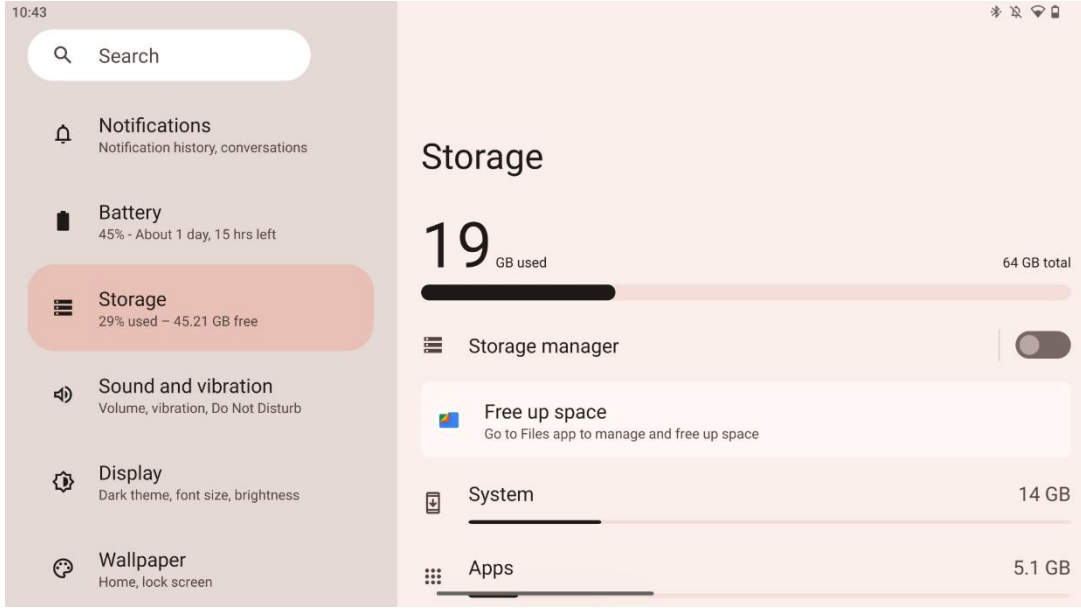 10:43
Search
Notifications
Notification history, conversations
Battery
45% - About 1 day, 15 hrs left
Storage
29% used – 45.21 GB free
Sound and vibration
Volume, vibration, Do Not Disturb
Display
Dark theme, font size, brightness
Wallpaper
Home, lock screen
Storage
19 GB used
64 GB total
Storage manager
Free up space
Go to Files app to manage and free up space
System
14 GB
Apps
5.1 GB